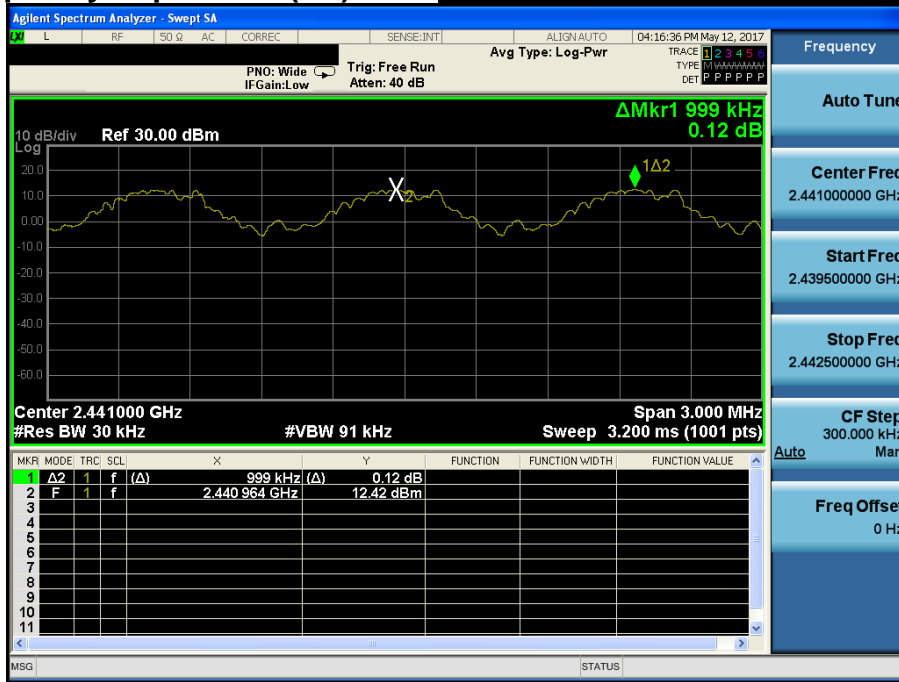 Agilent Spectrum Analyzer - Swept SA
LXI L RF 50 Ω AC CORREC SENSE:INT ALIGN AUTO 04:16:36 PM May 12, 2017
Avg Type: Log-Pwr TRACE 1 2 3 4 5 6
PNO: Wide Trig: Free Run TYPE M WWWWW
IFGain:Low Atten: 40 dB DET P P P P P P
ΔMkr1 999 kHz
0.12 dB
10 dB/div Ref 30.00 dBm
Log
1Δ2
20.0
10.0
X2
0.00
-10.0
-20.0
-30.0
-40.0
-50.0
-60.0
Center 2.441000 GHz Span 3.000 MHz
#Res BW 30 kHz #VBW 91 kHz Sweep 3.200 ms (1001 pts)
MKR MODE TRC SCL X Y FUNCTION FUNCTION WIDTH FUNCTION VALUE
1 Δ2 1 f (Δ) 999 kHz (Δ) 0.12 dB
2 F 1 f 2.440 964 GHz 12.42 dBm
3
4
5
6
7
8
9
10
11
MSG STATUS
Frequency
Auto Tune
Center Freq
2.441000000 GHz
Start Freq
2.439500000 GHz
Stop Freq
2.442500000 GHz
CF Step
300.000 kHz
Auto Man
Freq Offset
0 Hz